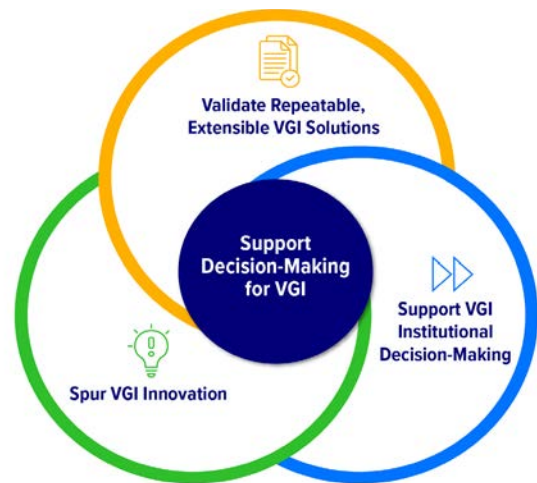 Validate Repeatable,
Extensible VGI Solutions
Support
Decision-Making
for VGI
Support VGI
Institutional
Decision-Making
Spur VGI Innovation